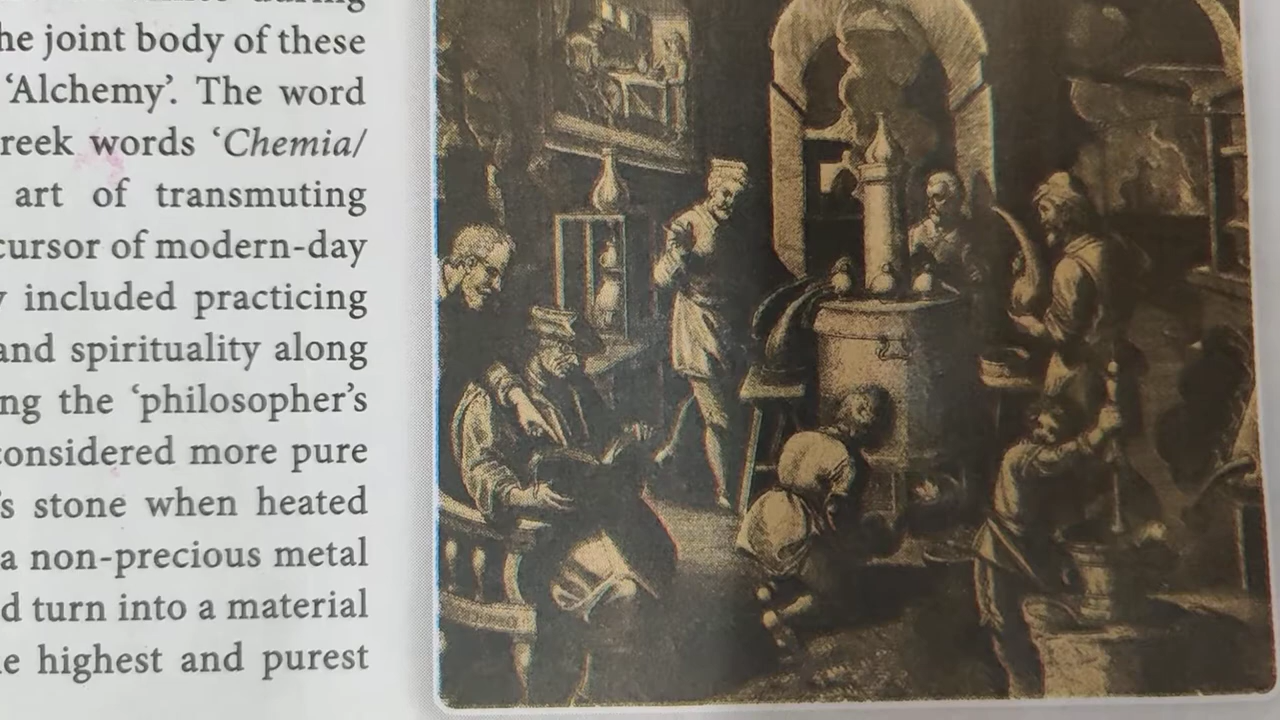 he joint body of these
‘Alchemy’. The word
reek words ‘Chemia/
art of transmuting
cursor of modern-day
y included practicing
and spirituality along
ng the ‘philosopher’s
considered more pure
’s stone when heated
a non-precious metal
d turn into a material
e highest and purest